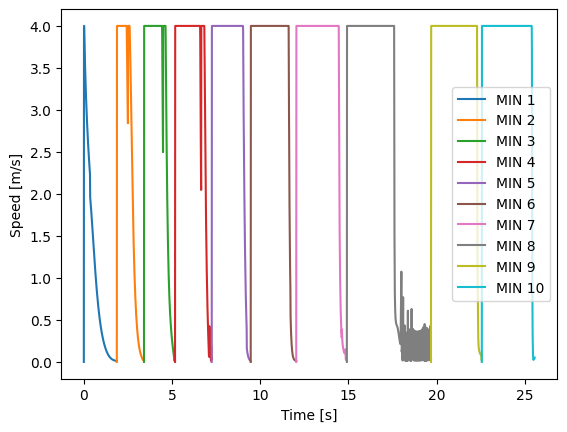 4.0
3.5
3.0
2.5
2.0
1.5
1.0
0.5
0.0
Speed [m/s]
0
5
10
15
20
25
Time [s]
MIN 1
MIN 2
MIN 3
MIN 4
MIN 5
MIN 6
MIN 7
MIN 8
MIN 9
MIN 10